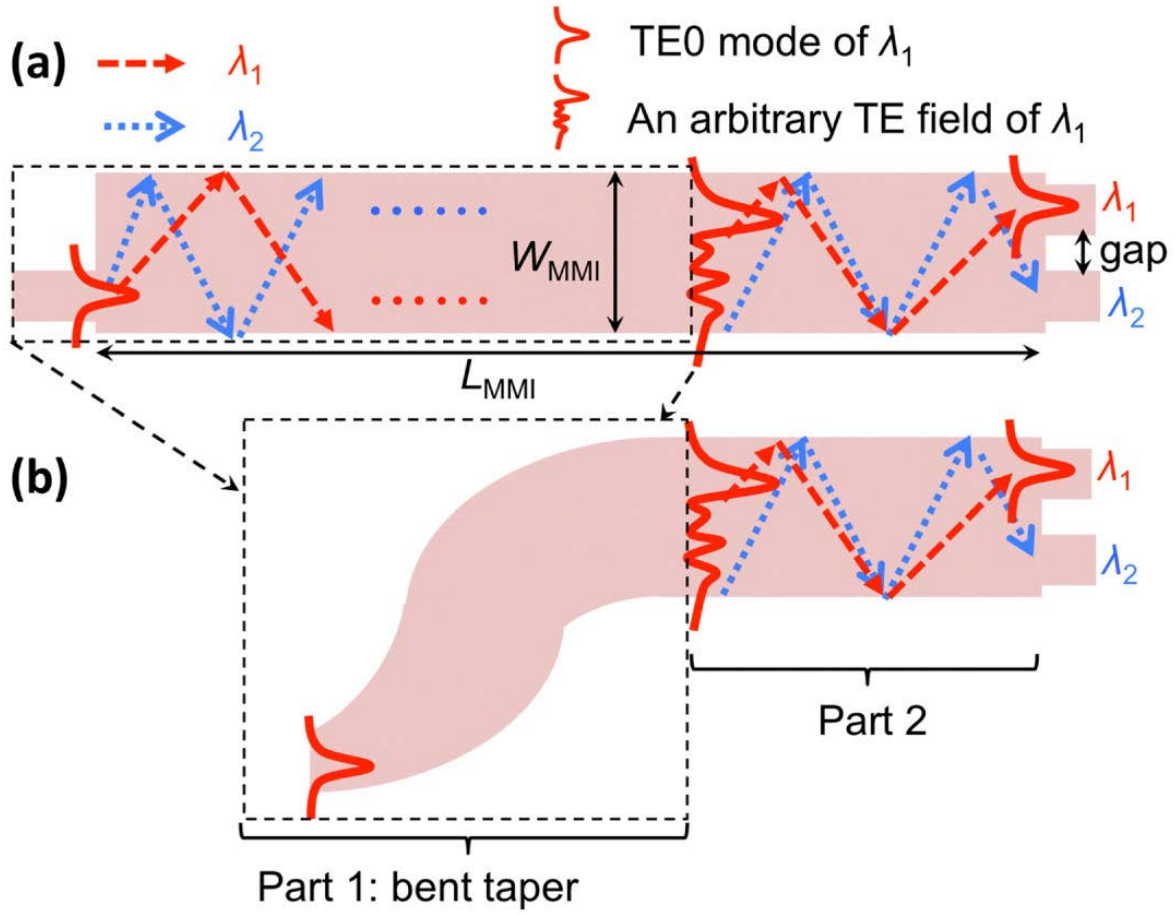 (a)
λ1
λ2
TE0 mode of λ1
An arbitrary TE field of λ1
WMMI
λ1
gap
λ2
LMMI
(b)
λ1
λ2
Part 2
Part 1: bent taper